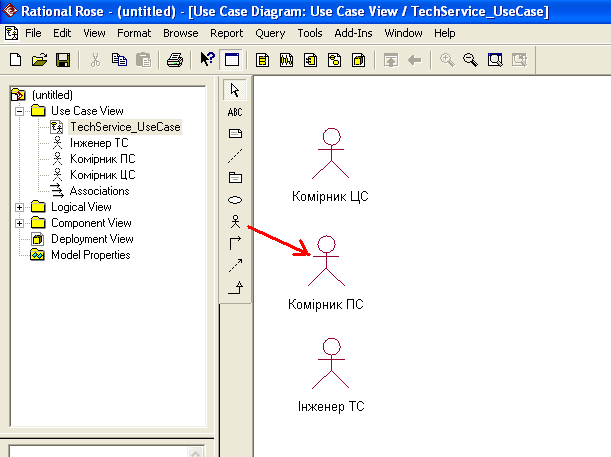 Rational Rose - (untitled) - [Use Case Diagram: Use Case View / TechService_UseCase]
File Edit View Format Browse Report Query Tools Add-Ins Window Help
(untitled)
Use Case View
TechService_UseCase
Інженер ТС
Комірник ПС
Комірник ЦС
Associations
Logical View
Component View
Deployment View
Model Properties
ABC
Комірник ЦС
Комірник ПС
Інженер ТС